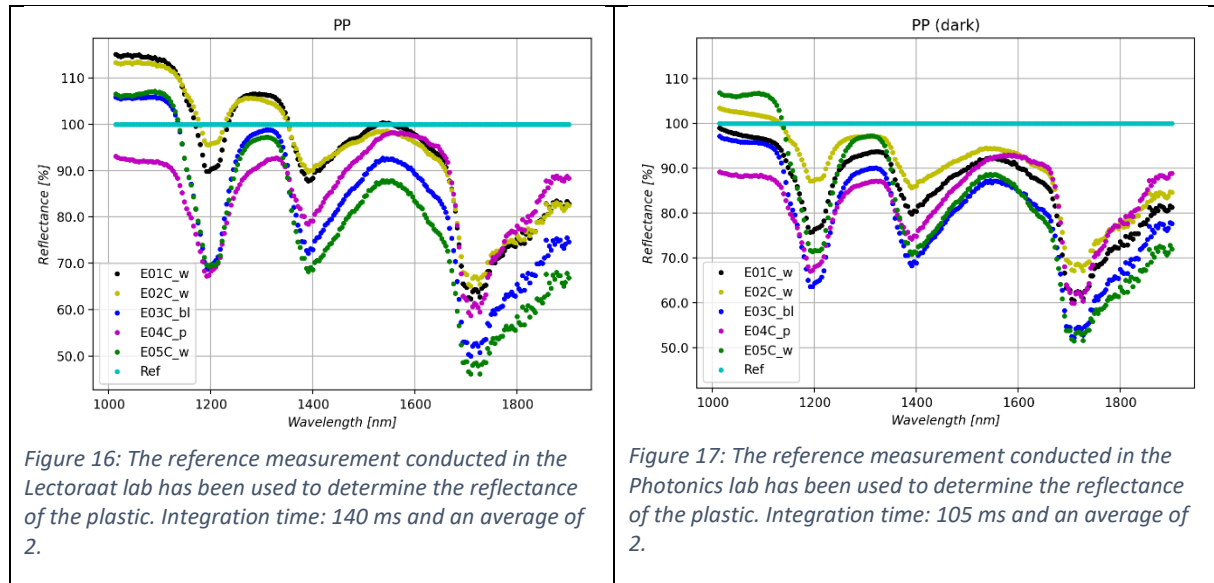 PP
Reflectance [%]
110
100
90.0
80.0
70.0
60.0
50.0
E01C_w
E02C_w
E03C_bl
E04C_p
E05C_w
Ref
1000 1200 1400 1600 1800
Wavelength [nm]
Figure 16: The reference measurement conducted in the
Lectoraat lab has been used to determine the reflectance
of the plastic. Integration time: 140 ms and an average of
2.
PP (dark)
Reflectance [%]
110
100
90.0
80.0
70.0
60.0
50.0
E01C_w
E02C_w
E03C_bl
E04C_p
E05C_w
Ref
1000 1200 1400 1600 1800
Wavelength [nm]
Figure 17: The reference measurement conducted in the
Photonics lab has been used to determine the reflectance
of the plastic. Integration time: 105 ms and an average of
2.